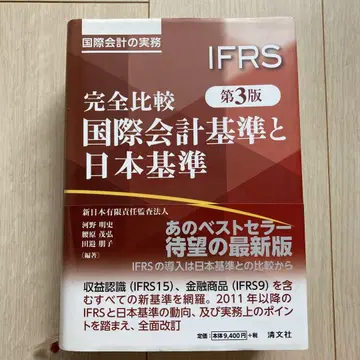 国際会計の実務
IFRS
完全比較
第3版
国際会計基準と
日本基準
新日本有限責任監査法人
河野 明史
腰原 茂弘
田邉 朋子
〈編著〉
あのベストセラー
待望の最新版
IFRSの導入は日本基準との比較から
収益認識(IFRS15)、金融商品(IFRS9)を含
むすべての新基準を網羅。2011年以降の
IFRSと日本基準の動向、及び実務上のポイン
トを踏まえ、全面改訂
定価 本体9,400円 +税
清文社